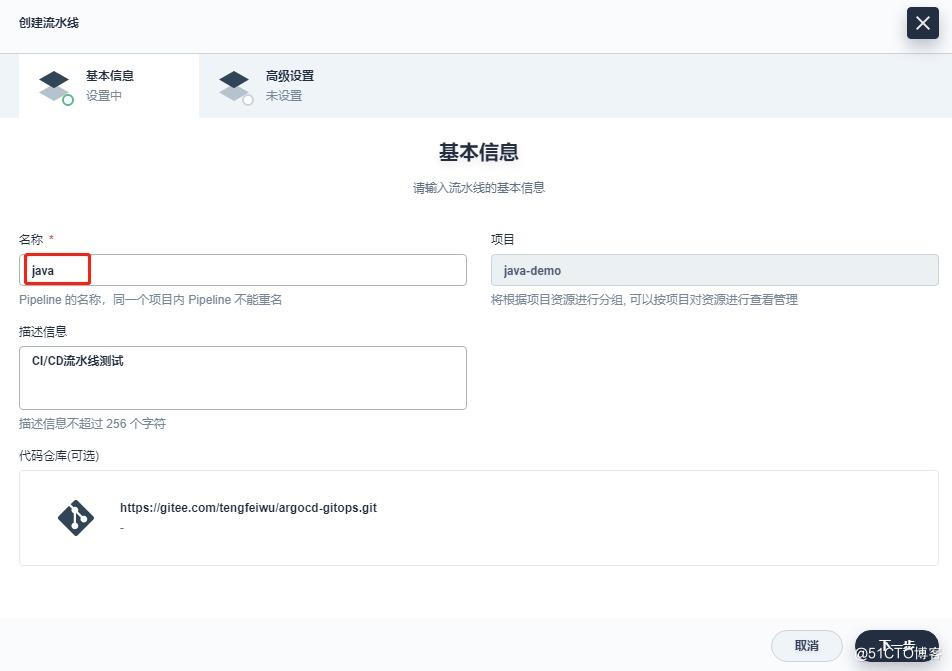 创建流水线
基本信息
设置中
高级设置
未设置
基本信息
请输入流水线的基本信息
名称 *
java
Pipeline 的名称，同一个项目内 Pipeline 不能重名
项目
java-demo
将根据项目资源进行分组, 可以按项目对资源进行查看管理
描述信息
CI/CD流水线测试
描述信息不超过 256 个字符
代码仓库(可选)
https://gitee.com/tengfeiwu/argocd-gitops.git
-
取消
下一步
@51CTO博客